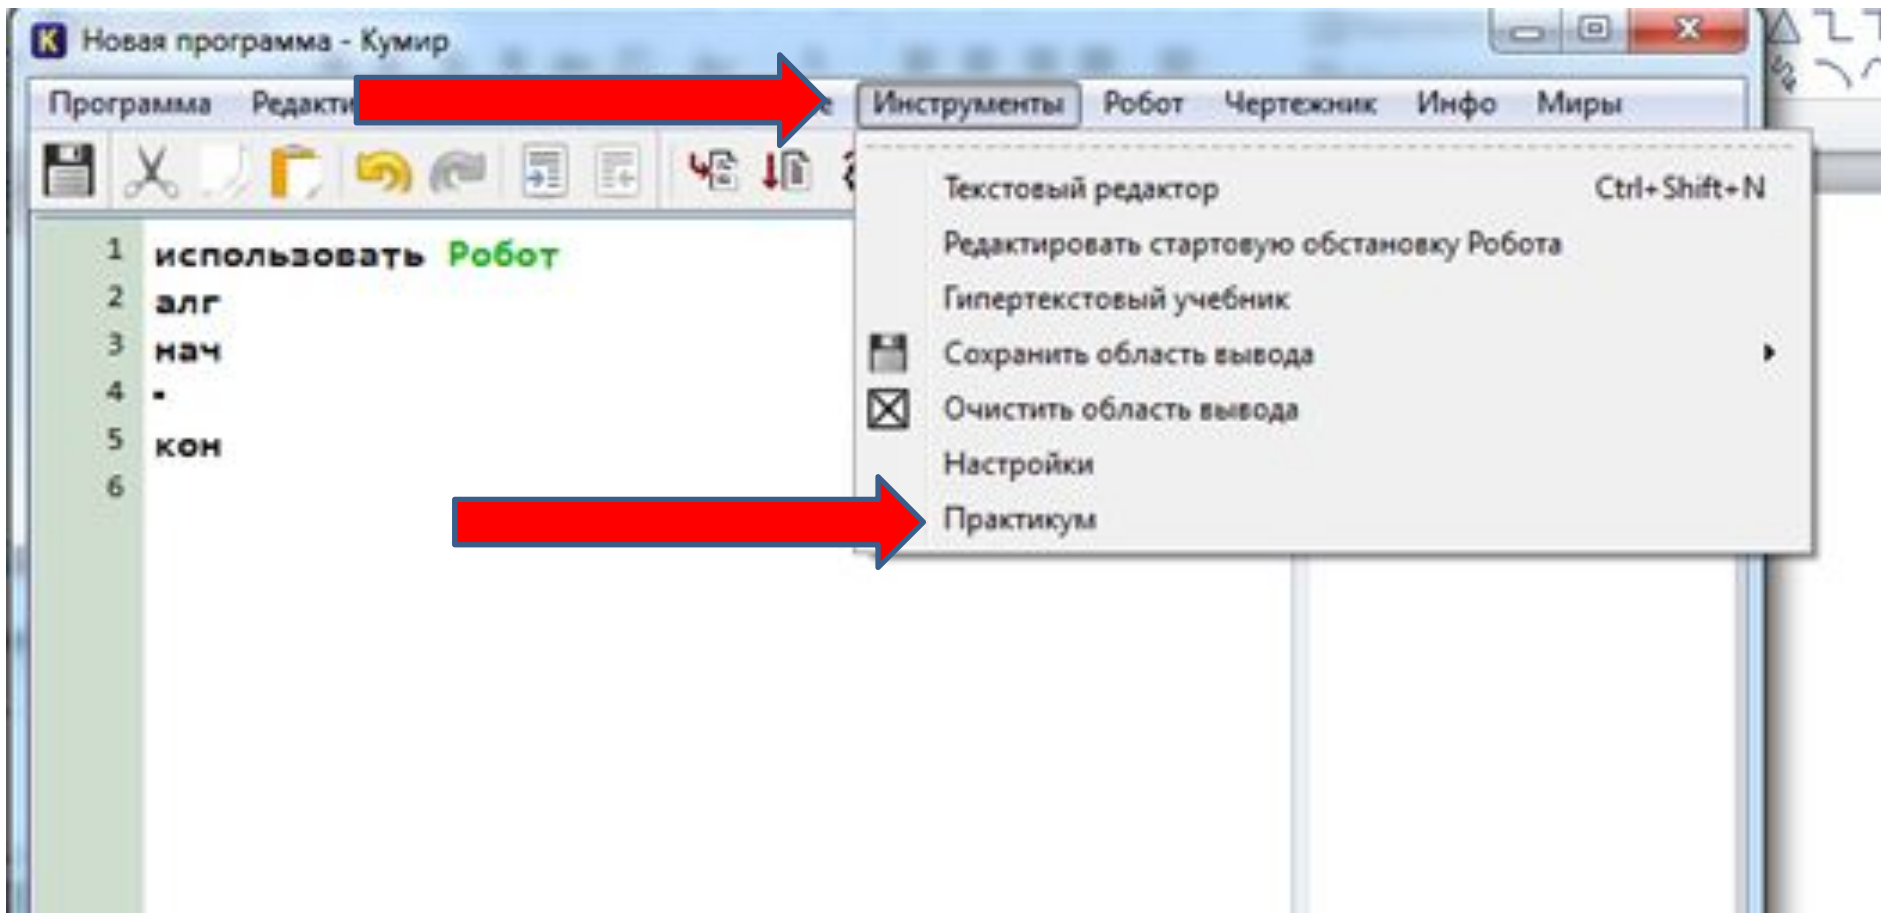 Новая программа - Кумир
Программа Инструменты Робот Чертежник Инфо Миры
Текстовый редактор Ctrl+Shift+N
Редактировать стартовую обстановку Робота
Гипертекстовый учебник
Сохранить область вывода
Очистить область вывода
Настройки
Практикум
1 использовать Робот
2 алг
3 нач
4 .
5 кон
6